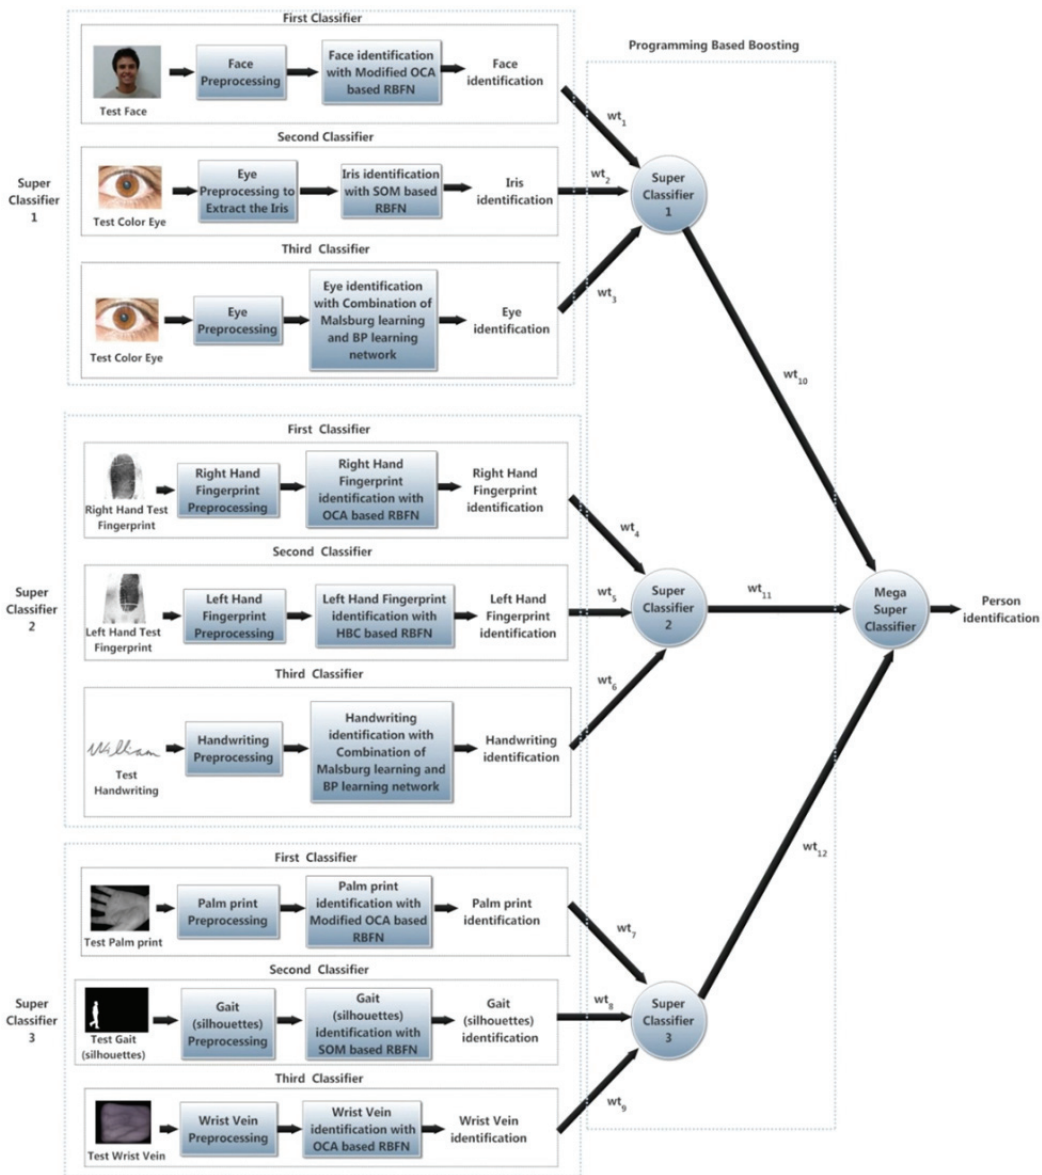 First Classifier
Programming Based Boosting
Test Face
Face
Preprocessing
Face identification
with Modified OCA
based RBFN
Face
identification
wt1
Second Classifier
Super
Classifier
1
Test Color Eye
Eye
Preprocessing to
Extract the Iris
Iris identification
with SOM based
RBFN
Iris
identification
wt2
Super
Classifier
1
Third Classifier
Test Color Eye
Eye
Preprocessing
Eye identification
with Combination of
Malsburg learning
and BP learning
network
Eye
identification
wt3
wt10
First Classifier
Right Hand Test
Fingerprint
Right Hand
Fingerprint
Preprocessing
Right Hand
Fingerprint
identification with
OCA based RBFN
Right Hand
Fingerprint
identification
wt4
Second Classifier
Super
Classifier
2
Left Hand Test
Fingerprint
Left Hand
Fingerprint
Preprocessing
Left Hand Fingerprint
identification with
HBC based RBFN
Left Hand
Fingerprint
identification
wt5
Super
Classifier
2
wt11
Mega
Super
Classifier
Person
identification
Third Classifier
William
Test
Handwriting
Handwriting
Preprocessing
Handwriting
identification with
Combination of
Malsburg learning and
BP learning network
Handwriting
identification
wt6
wt12
First Classifier
Test Palm print
Palm print
Preprocessing
Palm print
identification with
Modified OCA based
RBFN
Palm print
identification
wt7
Second Classifier
Super
Classifier
3
Test Gait
(silhouettes)
Gait
(silhouettes)
Preprocessing
Gait
(silhouettes)
identification with
SOM based RBFN
Gait
(silhouettes)
identification
wt8
Super
Classifier
3
Third Classifier
Test Wrist Vein
Wrist Vein
Preprocessing
Wrist Vein
identification with
OCA based RBFN
Wrist Vein
identification
wt9